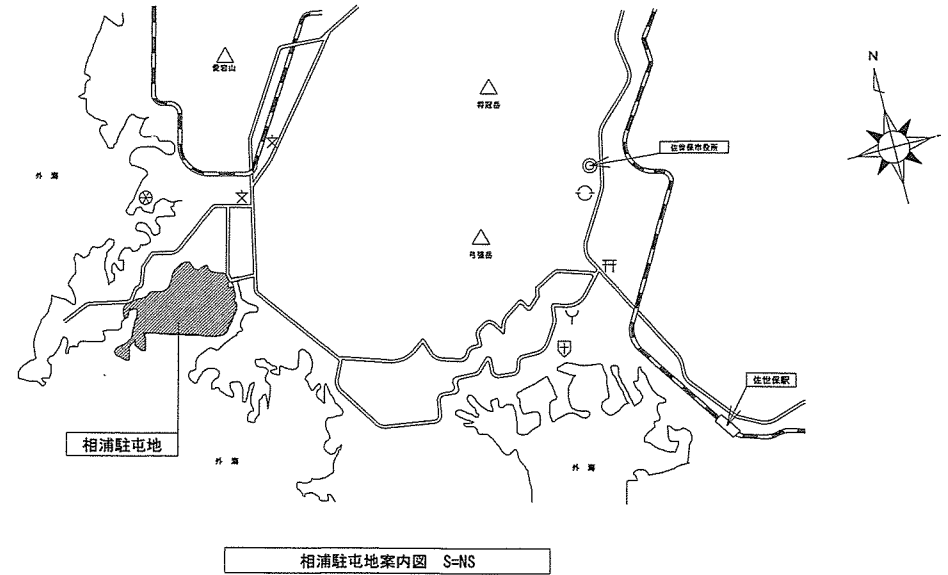 愛宕山
将冠岳
N
佐世保市役所
外 海
弓張岳
佐世保駅
相浦駐屯地
外 海
外 海
相浦駐屯地案内図 S=NS